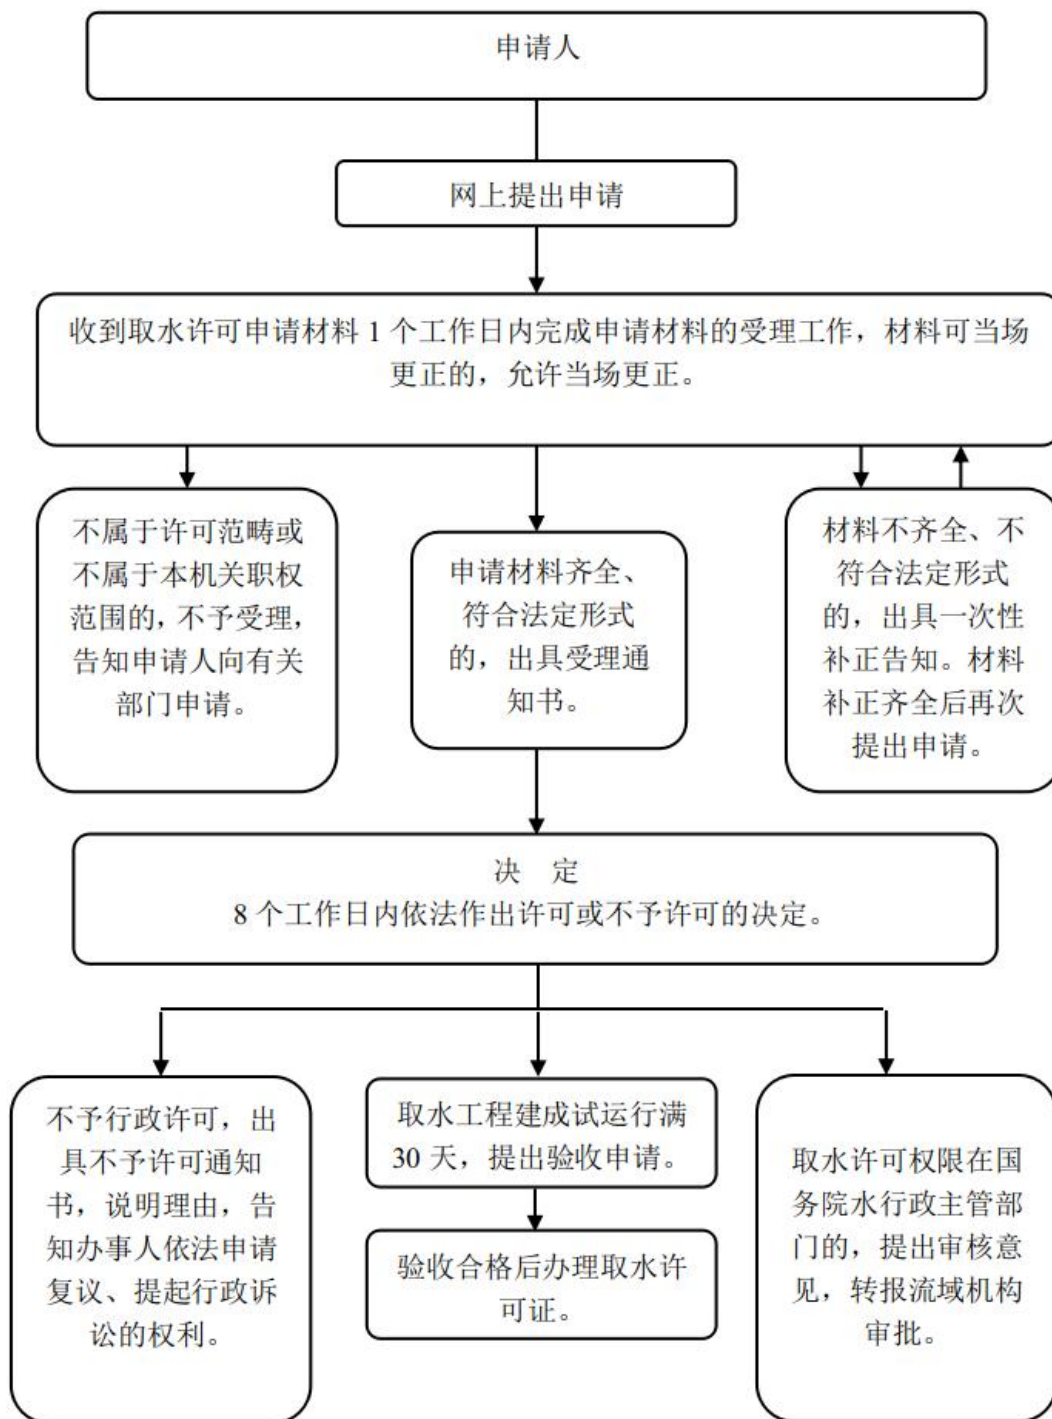 申请人
网上提出申请
收到取水许可申请材料 1 个工作日内完成申请材料的受理工作，材料可当场
更正的，允许当场更正。
不属于许可范畴或
不属于本机关职权
范围的，不予受理，
告知申请人向有关
部门申请。
申请材料齐全、
符合法定形式
的，出具受理通
知书。
材料不齐全、不
符合法定形式
的，出具一次性
补正告知。材料
补正齐全后再次
提出申请。
决　定
8 个工作日内依法作出许可或不予许可的决定。
不予行政许可，出
具不予许可通知
书，说明理由，告
知办事人依法申请
复议、提起行政诉
讼的权利。
取水工程建成试运行满
30 天，提出验收申请。
验收合格后办理取水许
可证。
取水许可权限在国
务院水行政主管部
门的，提出审核意
见，转报流域机构
审批。